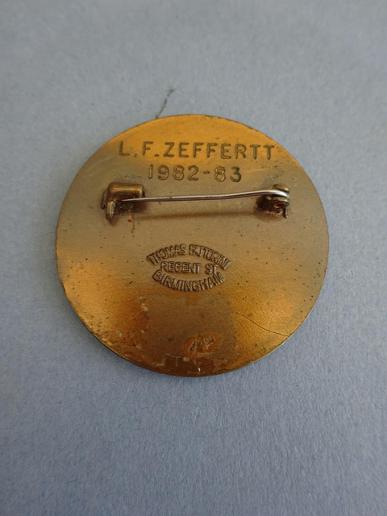 L.F.ZEFFERTT
1982-83
THOMAS FATTORINI
REGENT ST
BIRMINGHAM